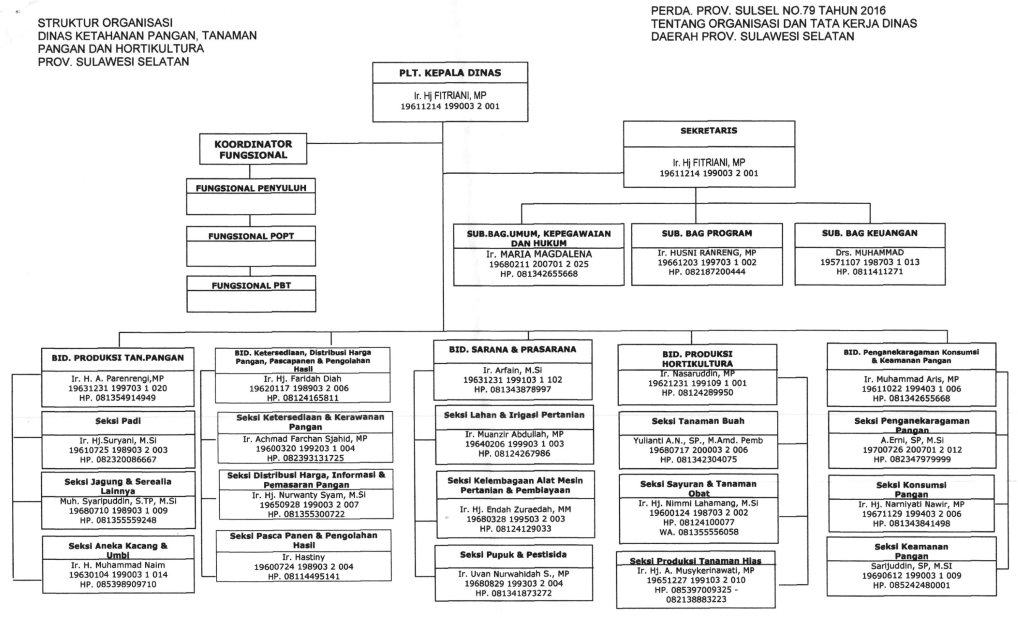 STRUKTUR ORGANISASI
DINAS KETAHANAN PANGAN, TANAMAN
PANGAN DAN HORTIKULTURA
PROV. SULAWESI SELATAN
PERDA. PROV. SULSEL NO.79 TAHUN 2016
TENTANG ORGANISASI DAN TATA KERJA DINAS
DAERAH PROV. SULAWESI SELATAN
PLT. KEPALA DINAS
Ir. Hj FITRIANI, MP
19611214 199003 2 001
SEKRETARIS
Ir. Hj FITRIANI, MP
19611214 199003 2 001
KOORDINATOR
FUNGSIONAL
FUNGSIONAL PENYULUH
FUNGSIONAL POPT
FUNGSIONAL PBT
SUB.BAG.UMUM, KEPEGAWAIAN
DAN HUKUM
Ir. MARIA MAGDALENA
19680211 200701 2 025
HP. 081342655668
SUB. BAG PROGRAM
Ir. HUSNI RANRENG, MP
19661203 199703 1 002
HP. 082187200444
SUB. BAG KEUANGAN
Drs. MUHAMMAD
19571107 198703 1 013
HP. 0811411271
BID. PRODUKSI TAN.PANGAN
Ir. H. A. Parenrengi,MP
19631231 199703 1 020
HP. 081354914949
Seksi Padi
Ir. Hj.Suryani, M.Si
19610725 198903 2 003
HP. 082320086667
Seksi Jagung & Serealia
Lainnya
Muh. Syaripuddin, S.TP, M.Si
19680710 198903 1 009
HP. 081355559248
Seksi Aneka Kacang &
Umbi
Ir. H. Muhammad Naim
19630104 199003 1 014
HP. 085398909710
BID. Ketersediaan, Distribusi Harga
Pangan, Pascapanen & Pengolahan
Hasil
Ir. Hj. Faridah Diah
19620117 198903 2 006
HP. 08124165811
Seksi Ketersediaan & Kerawanan
Pangan
Ir. Achmad Farchan Sjahid, MP
19600320 199203 1 004
HP. 082393131725
Seksi Distribusi Harga, Informasi &
Pemasaran Pangan
Ir. Hj. Nurwanty Syam, M.Si
19650928 199003 2 007
HP. 081355300722
Seksi Pasca Panen & Pengolahan
Hasil
Ir. Hastiny
19600724 198903 2 004
HP. 08114495141
BID. SARANA & PRASARANA
Ir. Arfain, M.Si
19631231 199103 1 102
HP. 081343878997
Seksi Lahan & Irigasi Pertanian
Ir. Muanzir Abdullah, MP
19640206 199903 1 003
HP. 08124267986
Seksi Kelembagaan Alat Mesin
Pertanian & Pembiayaan
Ir. Hj. Endah Zuraedah, MM
19680328 199503 2 003
HP. 08124129033
Seksi Pupuk & Pestisida
Ir. Uvan Nurwahidah S., MP
19680829 199303 2 004
HP. 081341873272
BID. PRODUKSI
HORTIKULTURA
Ir. Nasaruddin, MP
19621231 199109 1 001
HP. 08124289950
Seksi Tanaman Buah
Yulianti A.N., SP., M.Amd. Pemb
19680717 200003 2 006
HP. 081342304075
Seksi Sayuran & Tanaman
Obat
Ir. Hj. Nimmi Lahamang, M.Si
19600124 198703 2 002
HP. 08124100077
WA. 081355556058
Seksi Produksi Tanaman Hias
Ir. Hj. A. Musykerinawati, MP
19651227 199103 2 010
HP. 085397009325 -
082138883223
BID. Penganekaragaman Konsumsi
& Keamanan Pangan
Ir. Muhammad Aris, MP
19611022 199403 1 006
HP. 081342655668
Seksi Penganekaragaman
Pangan
A.Erni, SP, M.Si
19700726 200701 2 012
HP. 082347979999
Seksi Konsumsi
Pangan
Ir. Hj. Narniyati Nawir, MP
19671129 199403 2 006
HP. 081343841498
Seksi Keamanan
Pangan
Sarijuddin, SP, M.SI
19690612 199003 1 009
HP. 085242480001